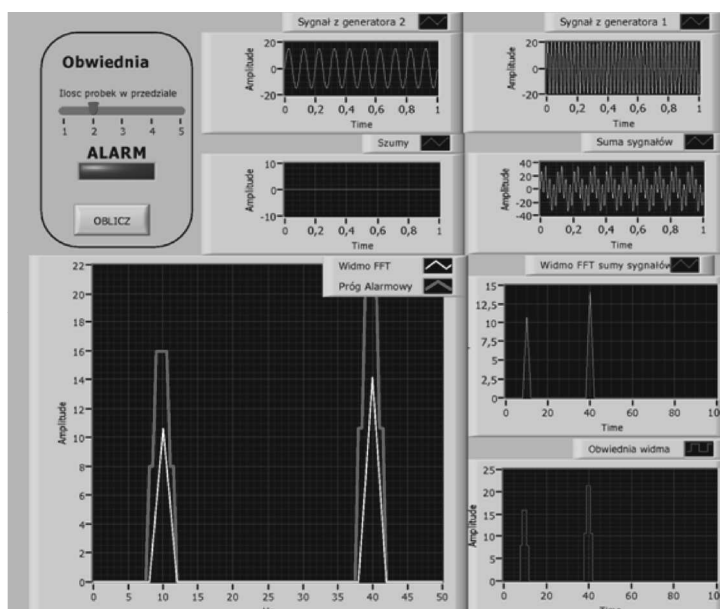 Obwiednia
Ilosc probek w przedziale
1 2 3 4 5
ALARM
OBLICZ
Sygnał z generatora 2
Amplitude
20
0
-20
0 0,2 0,4 0,6 0,8 1
Time
Sygnał z generatora 1
Amplitude
20
0
-20
0 0,2 0,4 0,6 0,8 1
Time
Szumy
Amplitude
10
0
-10
0 0,2 0,4 0,6 0,8 1
Time
Suma sygnałów
Amplitude
40
20
0
-20
-40
0 0,2 0,4 0,6 0,8 1
Time
Widmo FFT
Próg Alarmowy
Amplitude
22
20
18
16
14
12
10
8
6
4
2
0
0 5 10 15 20 25 30 35 40 45 50
Widmo FFT sumy sygnałów
15
12,5
10
7,5
5
2,5
0
0 20 40 60 80 100
Time
Obwiednia widma
Amplitude
25
20
15
10
5
0
0 20 40 60 80 100
Time